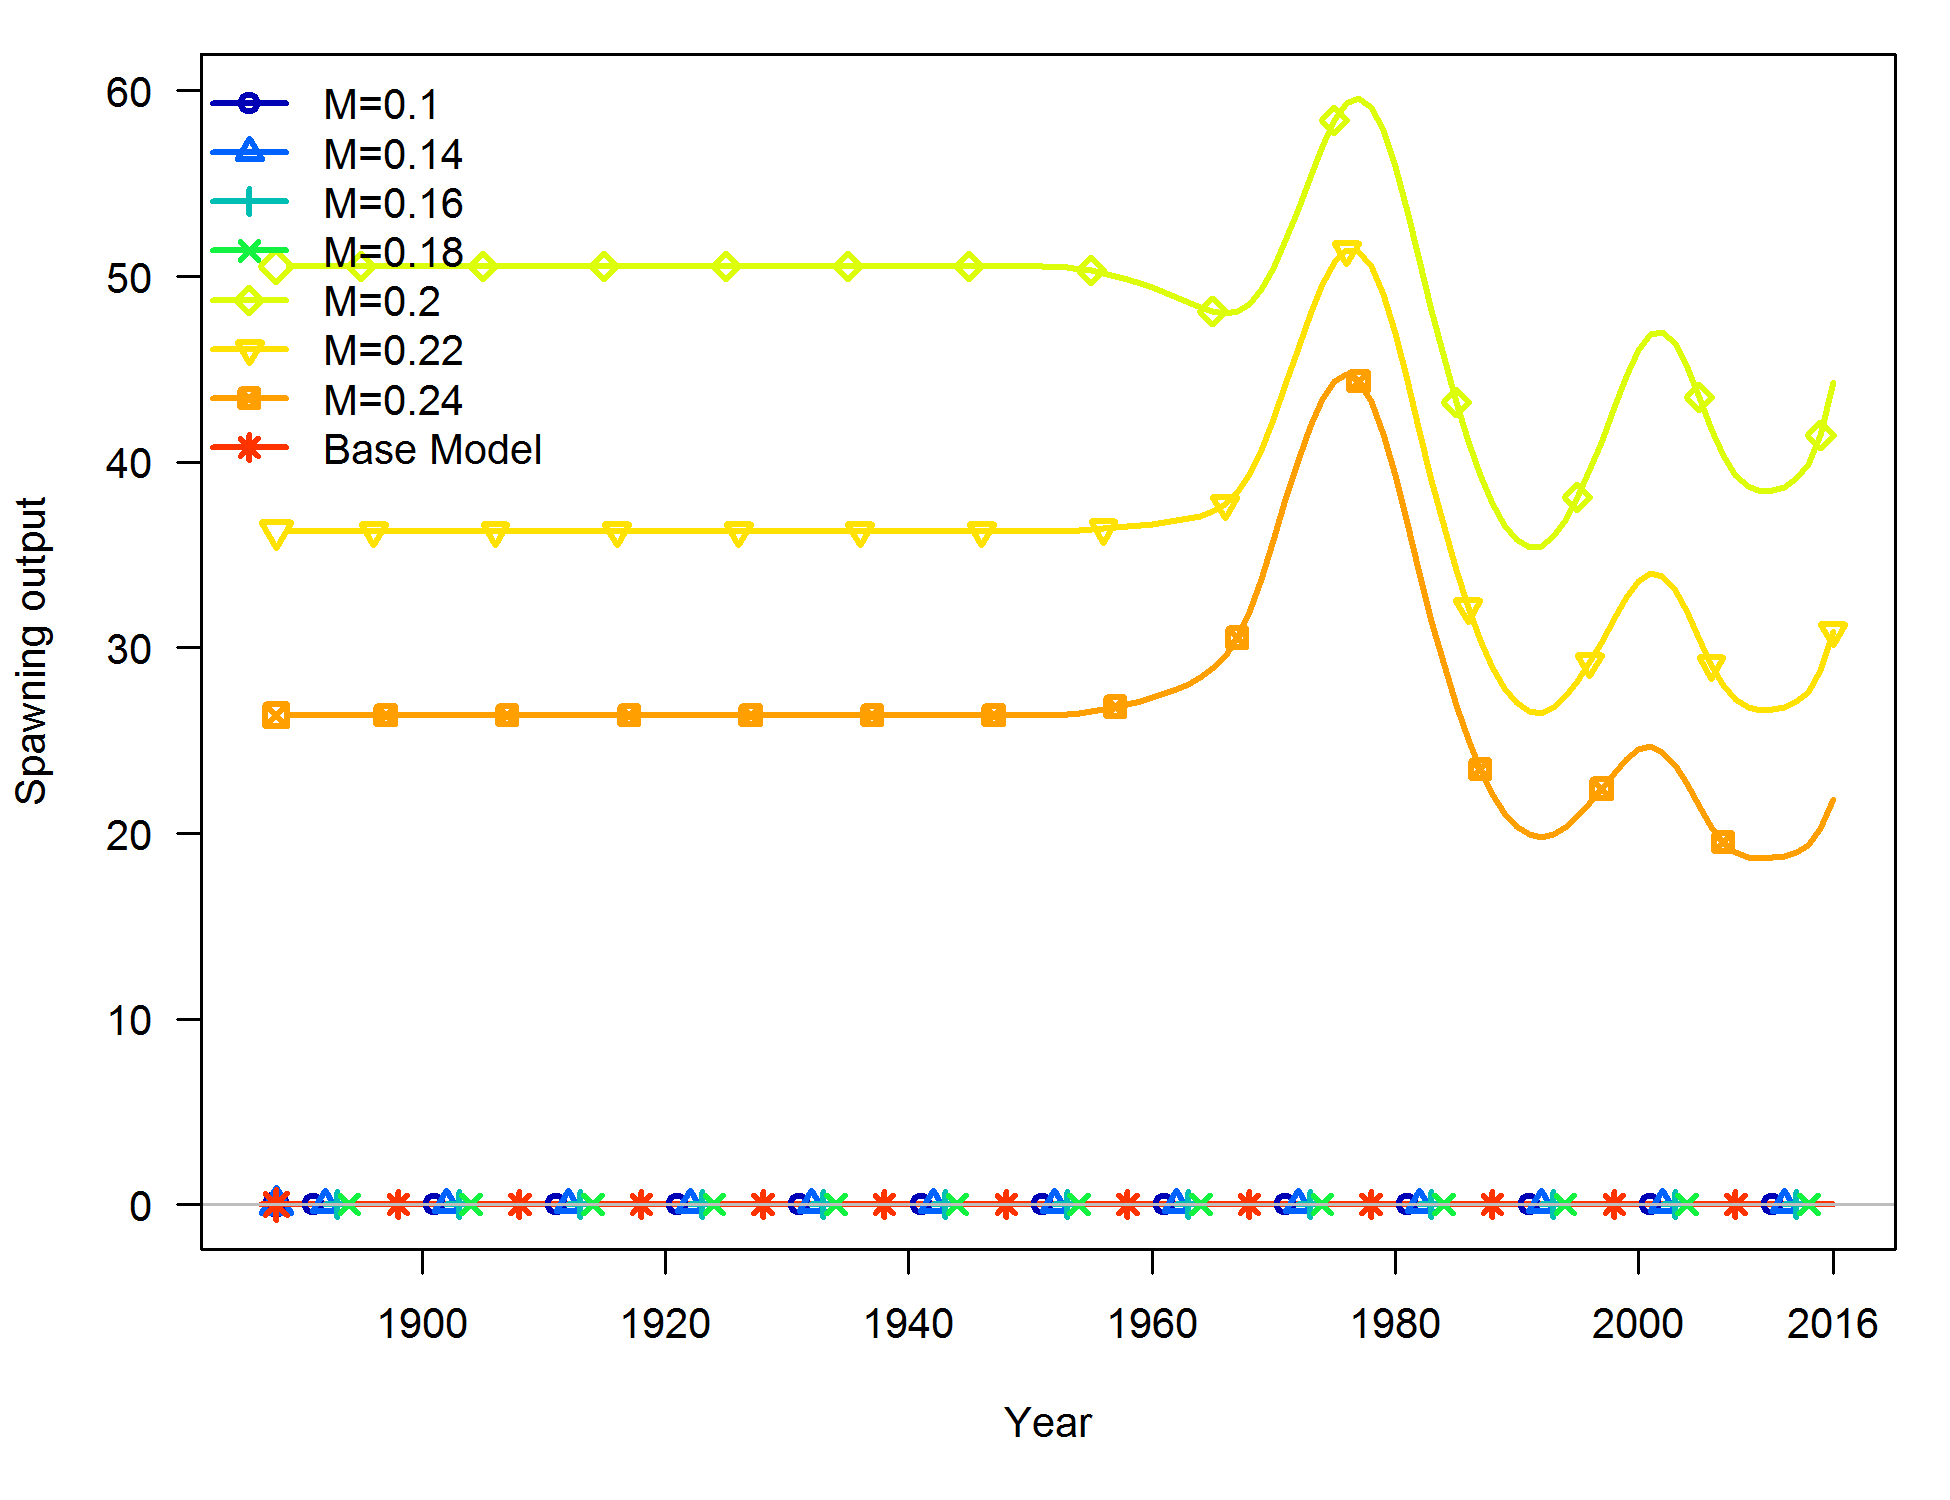 60
50
40
30
20
10
0
Spawning output
M=0.1
M=0.14
M=0.16
M=0.18
M=0.2
M=0.22
M=0.24
Base Model
1900 1920 1940 1960 1980 2000 2016
Year